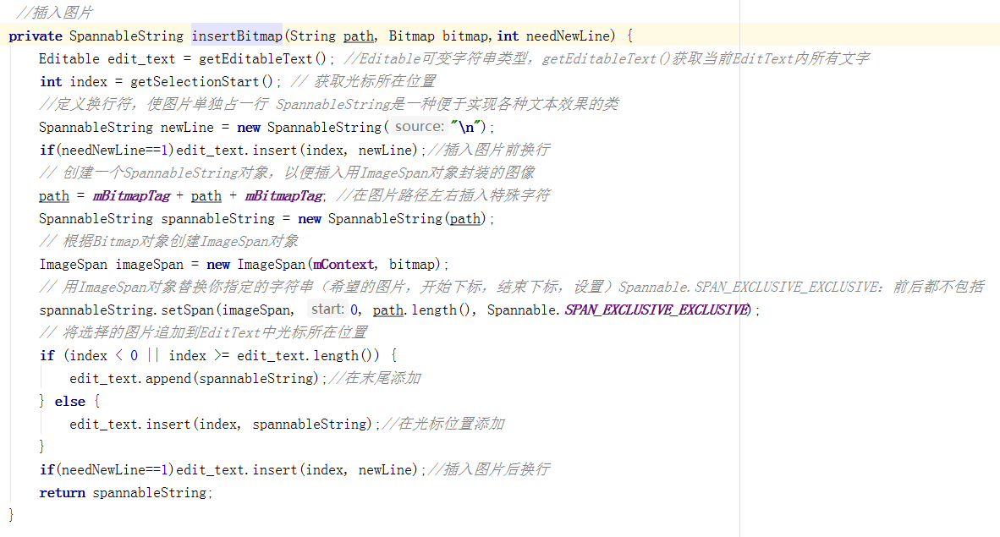 //插入图片
private SpannableString insertBitmap(String path, Bitmap bitmap,int needNewLine) {
Editable edit_text = getEditableText(); //Editable可变字符串类型，getEditableText()获取当前EditText内所有文字
int index = getSelectionStart(); // 获取光标所在位置
//定义换行符，使图片单独占一行 SpannableString是一种便于实现各种文本效果的类
SpannableString newLine = new SpannableString( source: "\n");
if(needNewLine==1)edit_text.insert(index, newLine);//插入图片前换行
// 创建一个SpannableString对象，以便插入用ImageSpan对象封装的图像
path = mBitmapTag + path + mBitmapTag; //在图片路径左右插入特殊字符
SpannableString spannableString = new SpannableString(path);
// 根据Bitmap对象创建ImageSpan对象
ImageSpan imageSpan = new ImageSpan(mContext, bitmap);
// 用ImageSpan对象替换你指定的字符串（希望的图片，开始下标，结束下标，设置）Spannable.SPAN_EXCLUSIVE_EXCLUSIVE：前后都不包括
spannableString.setSpan(imageSpan, start: 0, path.length(), Spannable.SPAN_EXCLUSIVE_EXCLUSIVE);
// 将选择的图片追加到EditText中光标所在位置
if (index < 0 || index >= edit_text.length()) {
edit_text.append(spannableString);//在末尾添加
} else {
edit_text.insert(index, spannableString);//在光标位置添加
}
if(needNewLine==1)edit_text.insert(index, newLine);//插入图片后换行
return spannableString;
}